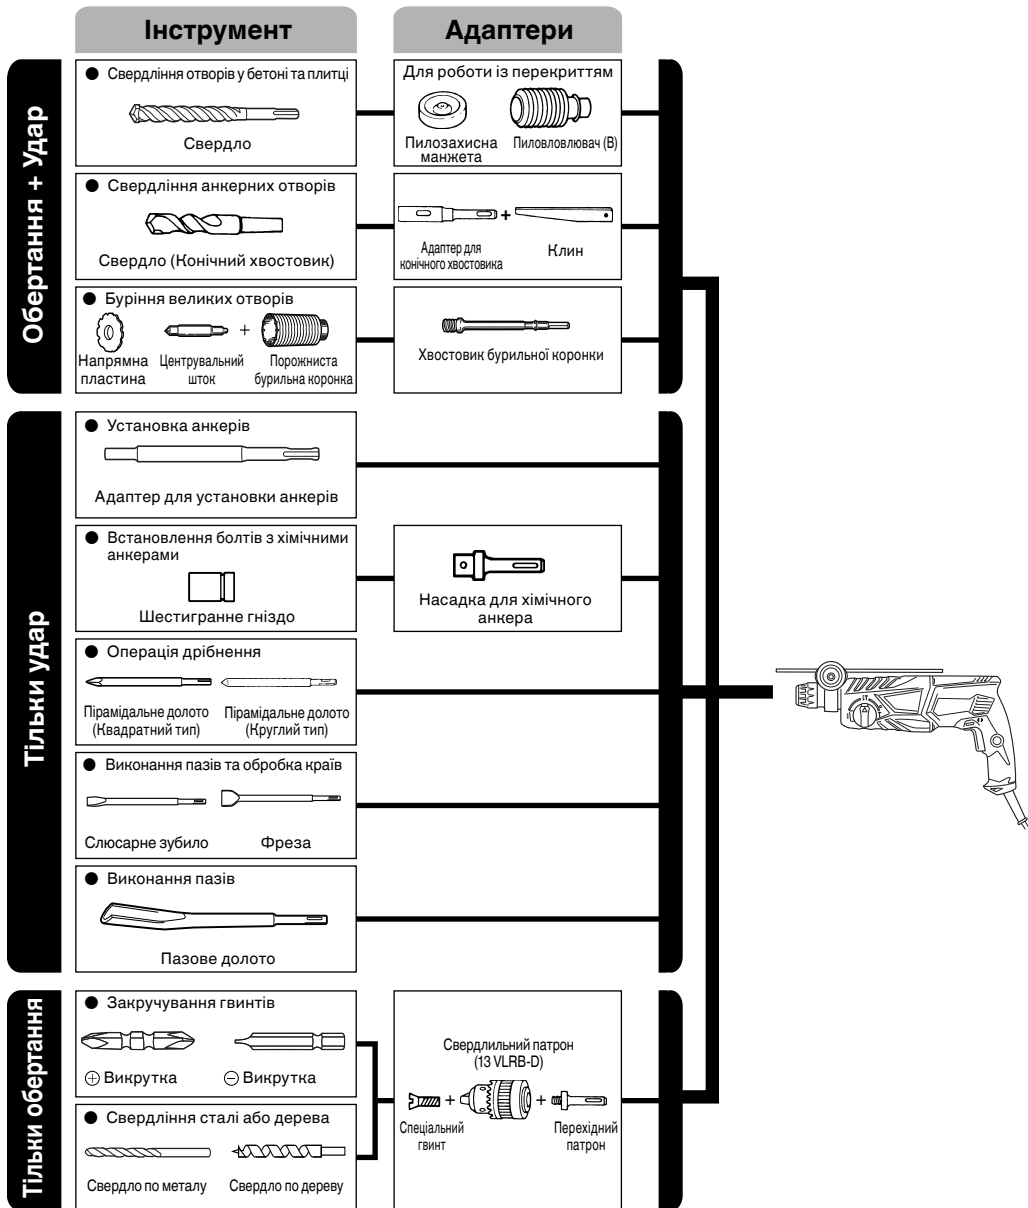 Інструмент
Адаптери
Обертання + Удар
● Свердління отворів у бетоні та плитці
Свердло
Для роботи із перекриттям
Пилозахисна
манжета
Пиловловлювач (B)
● Свердління анкерних отворів
Свердло (Конічний хвостовик)
+
Адаптер для
конічного хвостовика
Клин
● Буріння великих отворів
+
Напрямна
пластина
Центрувальний
шток
Порожниста
бурильна коронка
Хвостовик бурильної коронки
Тільки удар
● Установка анкерів
Адаптер для установки анкерів
● Встановлення болтів з хімічними
анкерами
Шестигранне гніздо
Насадка для хімічного
анкера
● Операція дрібнення
Пірамідальне долото
(Квадратний тип)
Пірамідальне долото
(Круглий тип)
● Виконання пазів та обробка країв
Слюсарне зубило
Фреза
● Виконання пазів
Пазове долото
Тільки обертання
● Закручування гвинтів
⊕ Викрутка
⊖ Викрутка
● Свердління сталі або дерева
Свердло по металу
Свердло по дереву
Свердлильний патрон
(13 VLRB-D)
+ +
Спеціальний
гвинт
Перехідний
патрон